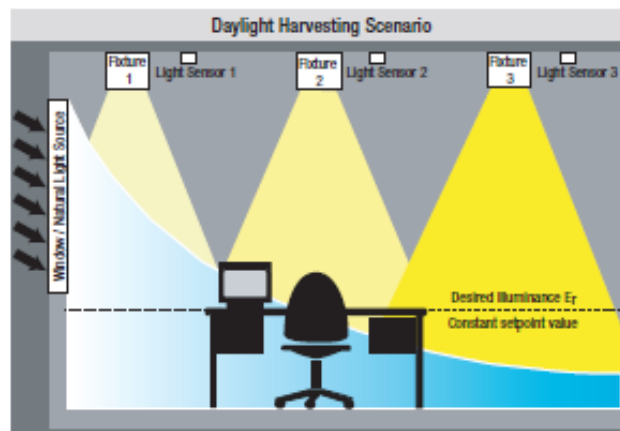 Daylight Harvesting Scenario
Fixture
1
Light Sensor 1
Fixture
2
Light Sensor 2
Fixture
3
Light Sensor 3
Window / Natural Light Source
Desired Illuminance Er
Constant setpoint value